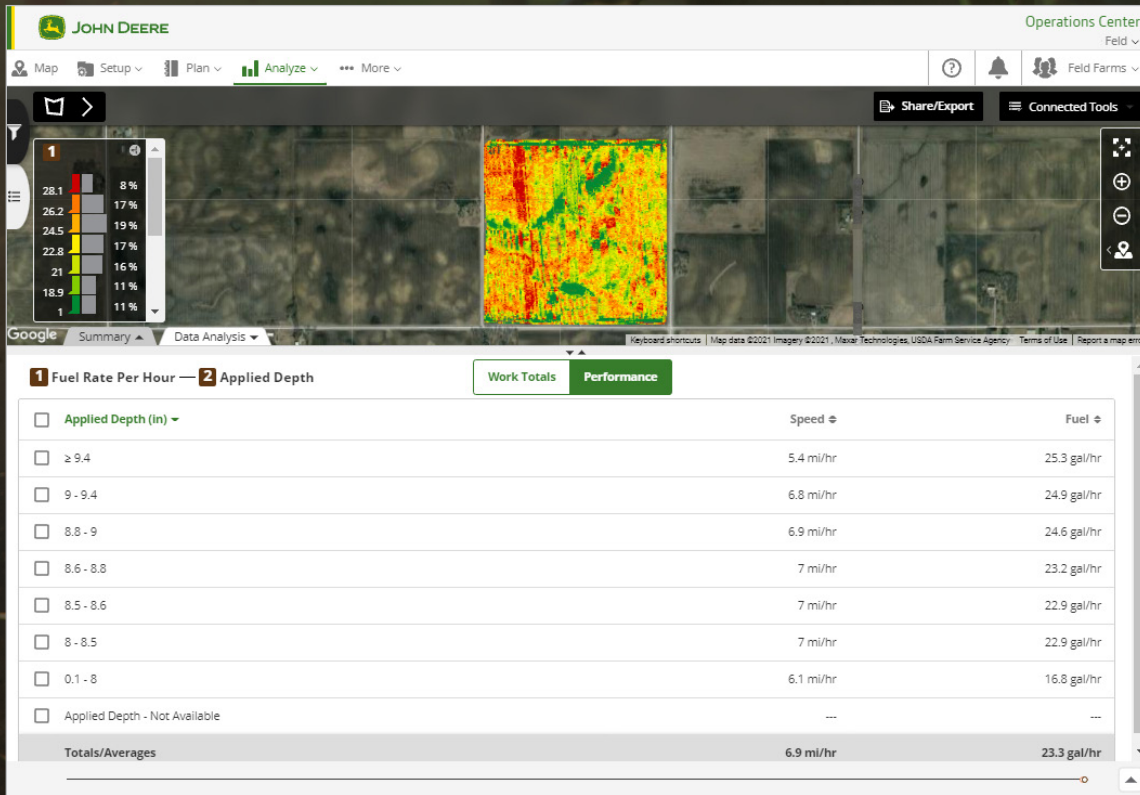 JOHN DEERE
Operations Center
Feld
Map Setup Plan Analyze More
Feld Farms
Share/Export Connected Tools
1
8%
28.1
17%
26.2
19%
24.5
17%
22.8
16%
21
11%
18.9
11%
1
Google
Summary Data Analysis
Keyboard shortcuts Map data ©2021 Imagery ©2021 , Maxar Technologies, USDA Farm Service Agency Terms of Use Report a map err
1 Fuel Rate Per Hour — 2 Applied Depth
Work Totals Performance
Applied Depth (in) Speed Fuel
≥ 9.4 5.4 mi/hr 25.3 gal/hr
9 - 9.4 6.8 mi/hr 24.9 gal/hr
8.8 - 9 6.9 mi/hr 24.6 gal/hr
8.6 - 8.8 7 mi/hr 23.2 gal/hr
8.5 - 8.6 7 mi/hr 22.9 gal/hr
8 - 8.5 7 mi/hr 22.9 gal/hr
0.1 - 8 6.1 mi/hr 16.8 gal/hr
Applied Depth - Not Available --- ---
Totals/Averages 6.9 mi/hr 23.3 gal/hr